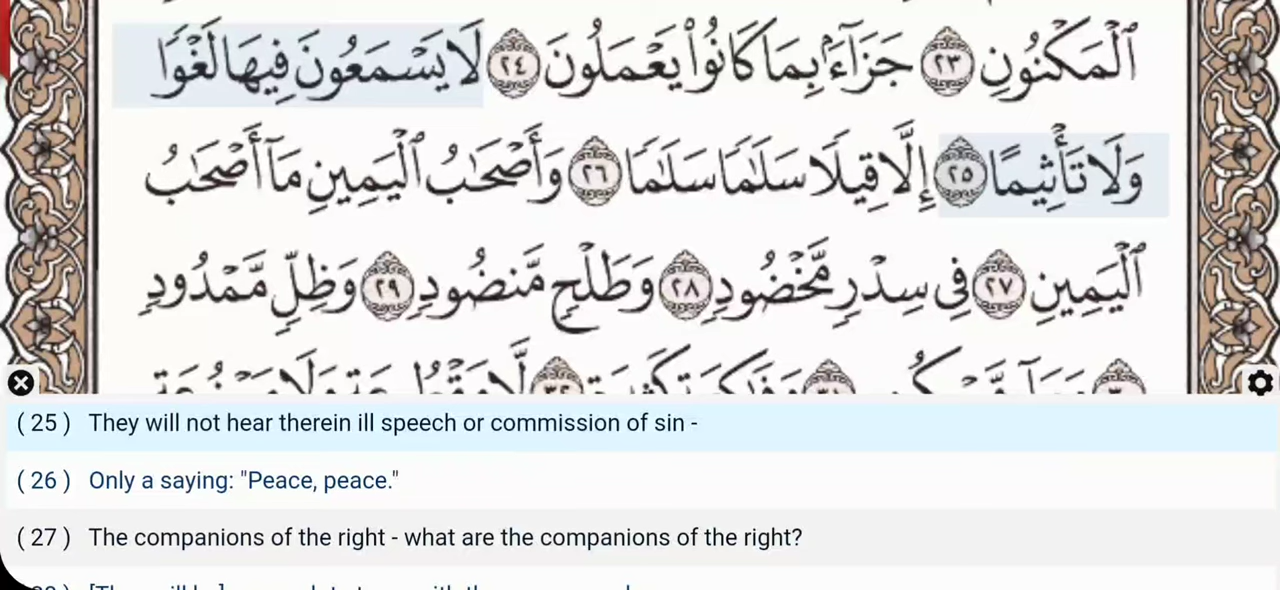 ٱلْمَكْنُونِ ٢٣ جَزَآءَۢ بِمَا كَانُوا۟ يَعْمَلُونَ ٢٤ لَا يَسْمَعُونَ فِيهَا لَغْوًا
وَلَا تَأْثِيمًا ٢٥ إِلَّا قِيلًا سَلَٰمًا سَلَٰمًا ٢٦ وَأَصْحَٰبُ ٱلْيَمِينِ مَآ أَصْحَٰبُ
ٱلْيَمِينِ ٢٧ فِى سِدْرٍ مَّخْضُودٍ ٢٨ وَطَلْحٍ مَّنضُودٍ ٢٩ وَظِلٍّ مَّمْدُودٍ
( 25 ) They will not hear therein ill speech or commission of sin -
( 26 ) Only a saying: "Peace, peace."
( 27 ) The companions of the right - what are the companions of the right?